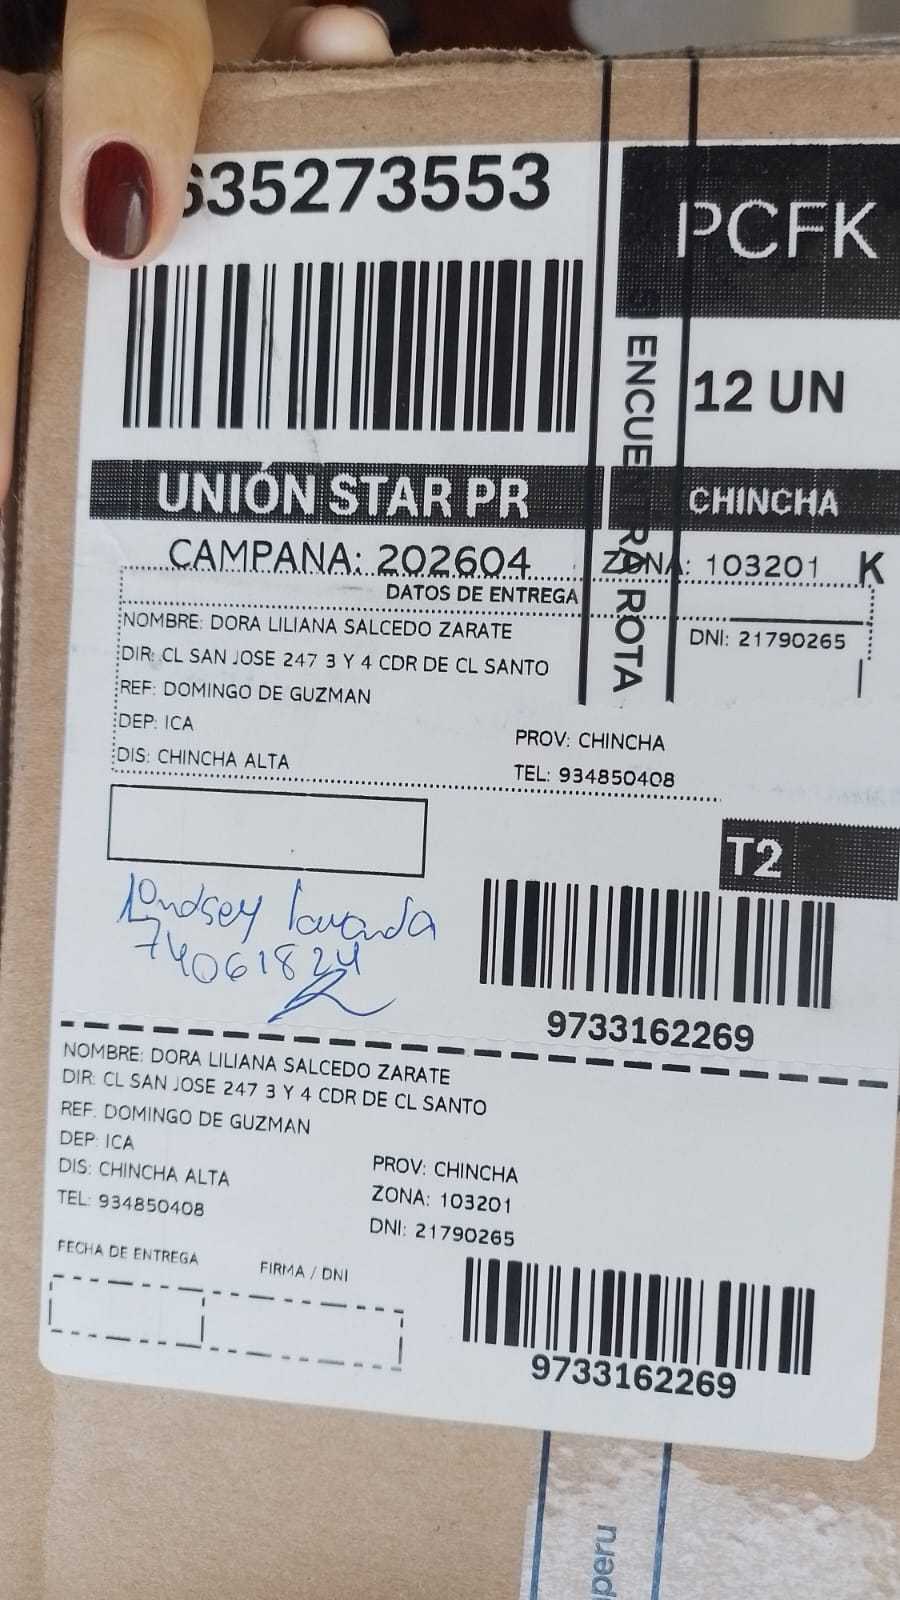 635273553
PCFK
12 UN
UNIÓN STAR PR
CHINCHA
CAMPAÑA: 202604
ZONA: 103201 K
DATOS DE ENTREGA
NOMBRE: DORA LILIANA SALCEDO ZARATE
DNI: 21790265
DIR: CL SAN JOSE 247 3 Y 4 CDR DE CL SANTO
REF: DOMINGO DE GUZMAN
DEP: ICA
PROV: CHINCHA
DIS: CHINCHA ALTA
TEL: 934850408
SI ENCUENTRA ROTA
T2
Lindsey
74061824
9733162269
NOMBRE: DORA LILIANA SALCEDO ZARATE
DIR: CL SAN JOSE 247 3 Y 4 CDR DE CL SANTO
REF: DOMINGO DE GUZMAN
DEP: ICA
PROV: CHINCHA
DIS: CHINCHA ALTA
ZONA: 103201
TEL: 934850408
DNI: 21790265
FECHA DE ENTREGA
FIRMA / DNI
9733162269
peru